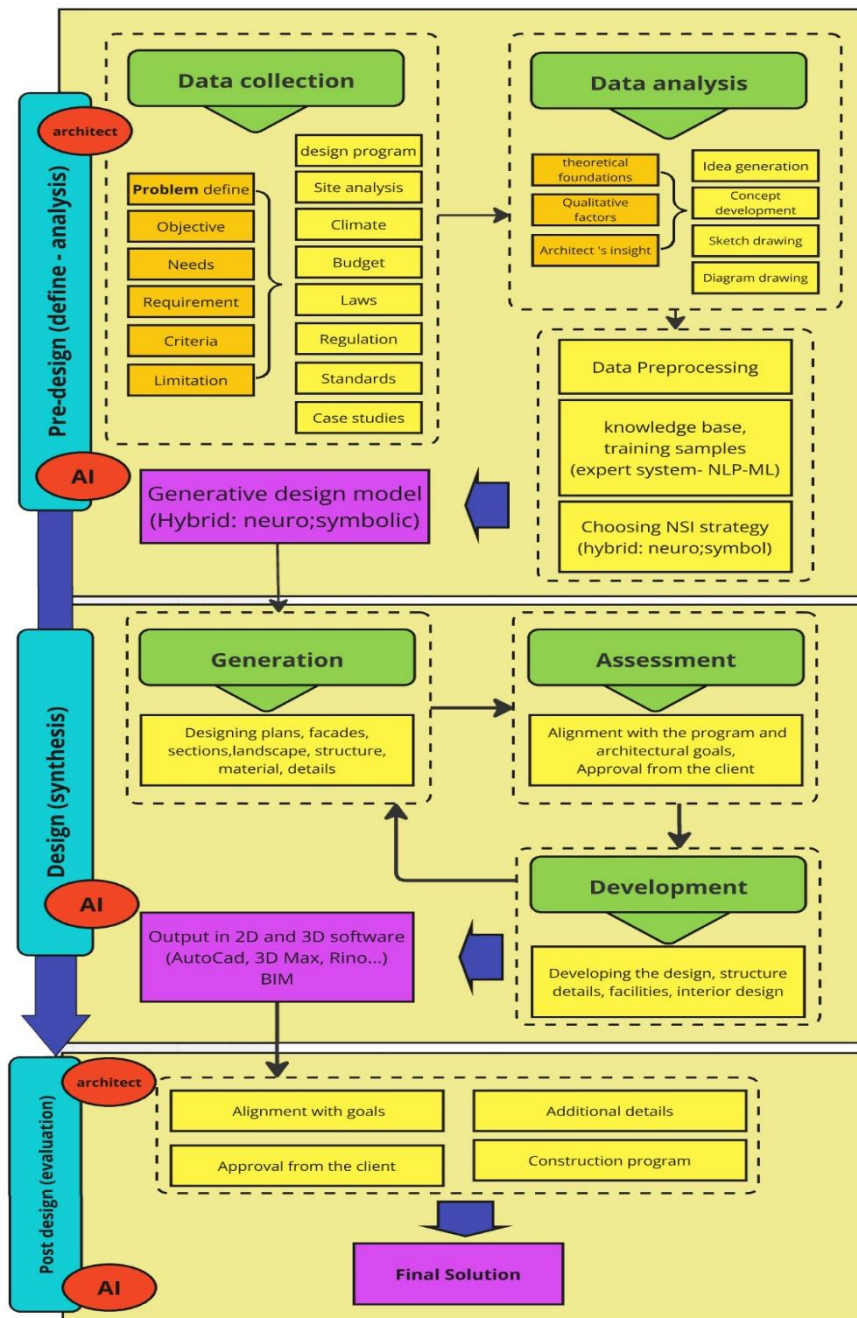 Pre-design (define - analysis)
architect
AI
Data collection
Problem define
Objective
Needs
Requirement
Criteria
Limitation
design program
Site analysis
Climate
Budget
Laws
Regulation
Standards
Case studies
Data analysis
theoretical
foundations
Qualitative
factors
Architect 's insight
Idea generation
Concept
development
Sketch drawing
Diagram drawing
Data Preprocessing
knowledge base,
training samples
(expert system- NLP-ML)
Choosing NSI strategy
(hybrid: neuro;symbol)
Generative design model
(Hybrid: neuro;symbolic)
Design (synthesis)
AI
Generation
Designing plans, facades,
sections,landscape, structure,
material, details
Assessment
Alignment with the program and
architectural goals,
Approval from the client
Development
Developing the design, structure
details, facilities, interior design
Output in 2D and 3D software
(AutoCad, 3D Max, Rino...)
BIM
Post design (evaluation)
architect
AI
Alignment with goals
Additional details
Approval from the client
Construction program
Final Solution